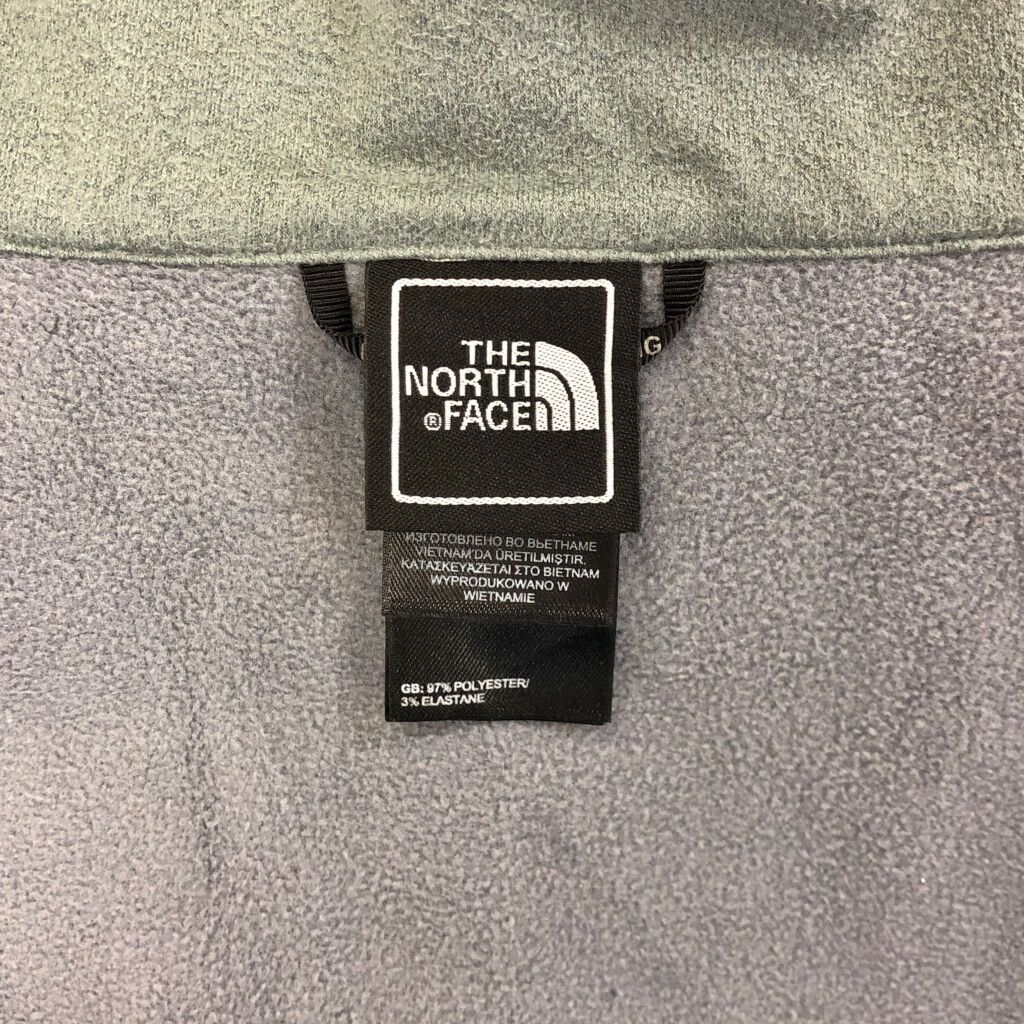 THE
NORTH
® FACE
ИЗГОТОВЛЕНО ВО ВЬЕТНАМЕ
VIETNAM'DA ÜRETILMIŞTIR.
ΚΑΤΑΣΚΕΥΑΖΕΤΑΙ ΣΤΟ ΒΙΕΤΝΑΜ
WYPRODUKOWANO W
WIETNAMIE
GB: 97% POLYESTER/
3% ELASTANE